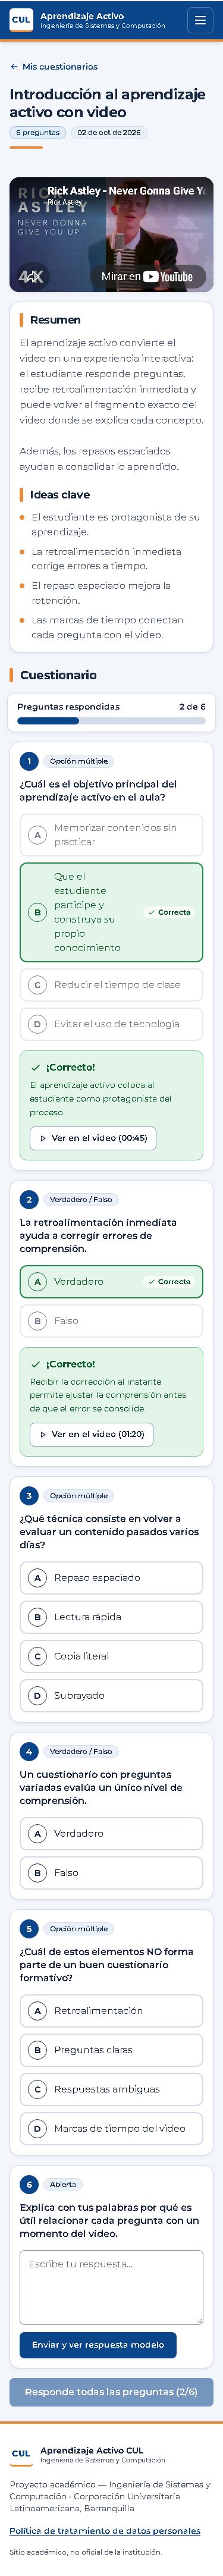 CUL
Aprendizaje Activo
Ingeniería de Sistemas y Computación
← Mis cuestionarios
Introducción al aprendizaje
activo con video
6 preguntas
02 de oct de 2026
RICK
ASTLEY
NEVER GONNA
GIVE YOU UP
Rick Astley - Never Gonna Give Y
Rick Astley
4K
Mirar en YouTube
Resumen
El aprendizaje activo convierte el
video en una experiencia interactiva:
el estudiante responde preguntas,
recibe retroalimentación inmediata y
puede volver al fragmento exacto del
video donde se explica cada concepto.
Además, los repasos espaciados
ayudan a consolidar lo aprendido.
Ideas clave
El estudiante es protagonista de su
aprendizaje.
La retroalimentación inmediata
corrige errores a tiempo.
El repaso espaciado mejora la
retención.
Las marcas de tiempo conectan
cada pregunta con el video.
Cuestionario
Preguntas respondidas
2 de 6
1
Opción múltiple
¿Cuál es el objetivo principal del
aprendizaje activo en el aula?
A
Memorizar contenidos sin
practicar
B
Que el
estudiante
participe y
construya su
propio
conocimiento
✓ Correcta
C
Reducir el tiempo de clase
D
Evitar el uso de tecnología
✓ ¡Correcto!
El aprendizaje activo coloca al
estudiante como protagonista del
proceso.
Ver en el video (00:45)
2
Verdadero / Falso
La retroalimentación inmediata
ayuda a corregir errores de
comprensión.
A
Verdadero
✓ Correcta
B
Falso
✓ ¡Correcto!
Recibir la corrección al instante
permite ajustar la comprensión antes
de que el error se consolide.
Ver en el video (01:20)
3
Opción múltiple
¿Qué técnica consiste en volver a
evaluar un contenido pasados varios
días?
A
Repaso espaciado
B
Lectura rápida
C
Copia literal
D
Subrayado
4
Verdadero / Falso
Un cuestionario con preguntas
variadas evalúa un único nivel de
comprensión.
A
Verdadero
B
Falso
5
Opción múltiple
¿Cuál de estos elementos NO forma
parte de un buen cuestionario
formativo?
A
Retroalimentación
B
Preguntas claras
C
Respuestas ambiguas
D
Marcas de tiempo del video
6
Abierta
Explica con tus palabras por qué es
útil relacionar cada pregunta con un
momento del video.
Escribe tu respuesta...
Enviar y ver respuesta modelo
Responde todas las preguntas (2/6)
CUL
Aprendizaje Activo CUL
Ingeniería de Sistemas y Computación
Proyecto académico — Ingeniería de Sistemas y
Computación · Corporación Universitaria
Latinoamericana, Barranquilla
Política de tratamiento de datos personales
Sitio académico, no oficial de la institución.